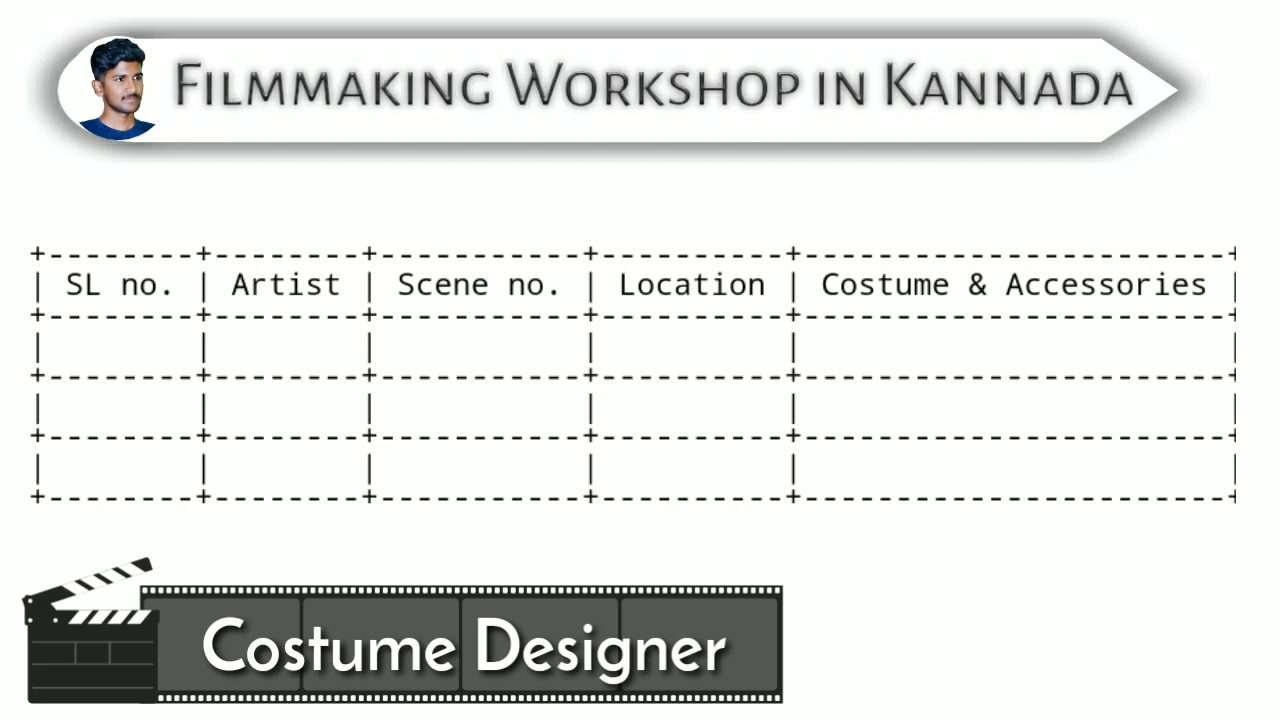 Filmmaking Workshop in Kannada
SL no. | Artist | Scene no. | Location | Costume & Accessories
Costume Designer